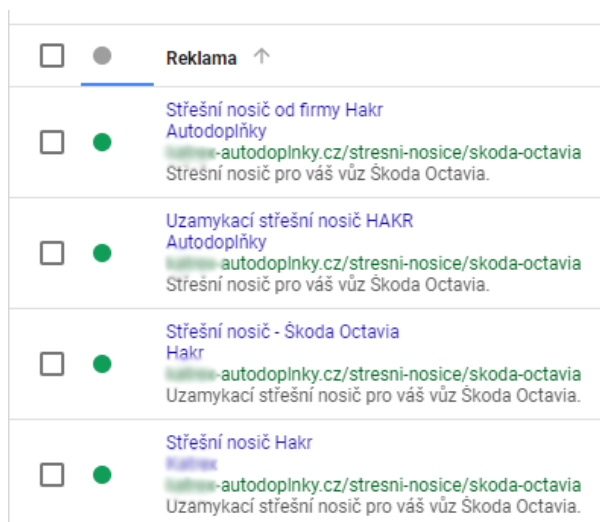 Reklama
Střešní nosič od firmy Hakr
Autodoplňky
-autodoplnky.cz/stresni-nosice/skoda-octavia
Střešní nosič pro váš vůz Škoda Octavia.
Uzamykací střešní nosič HAKR
Autodoplňky
-autodoplnky.cz/stresni-nosice/skoda-octavia
Střešní nosič pro váš vůz Škoda Octavia.
Střešní nosič - Škoda Octavia
Hakr
-autodoplnky.cz/stresni-nosice/skoda-octavia
Uzamykací střešní nosič pro váš vůz Škoda Octavia.
Střešní nosič Hakr
-autodoplnky.cz/stresni-nosice/skoda-octavia
Uzamykací střešní nosič pro váš vůz Škoda Octavia.